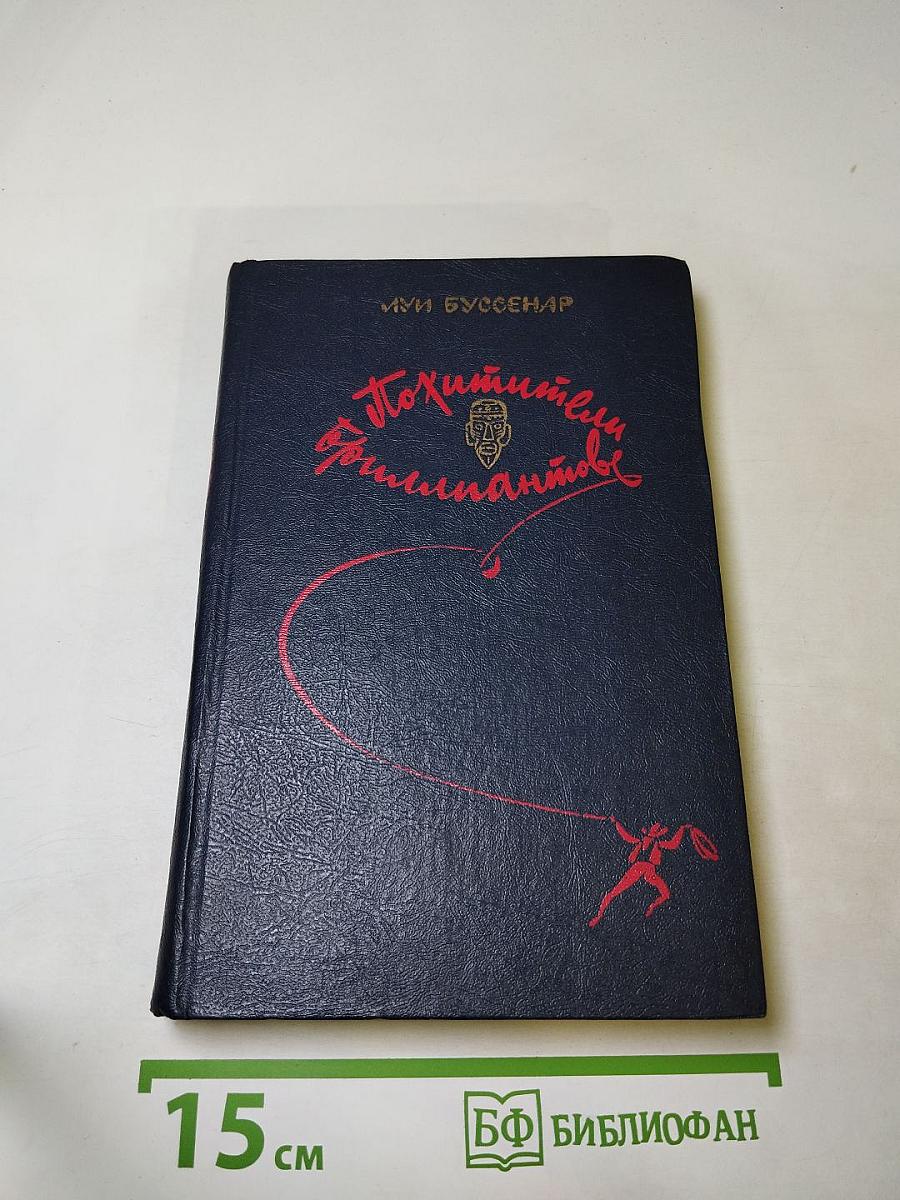 ЛУИ БУССЕНАР
Похитители
бриллиантов
15 см
БФ БИБЛИОФАН